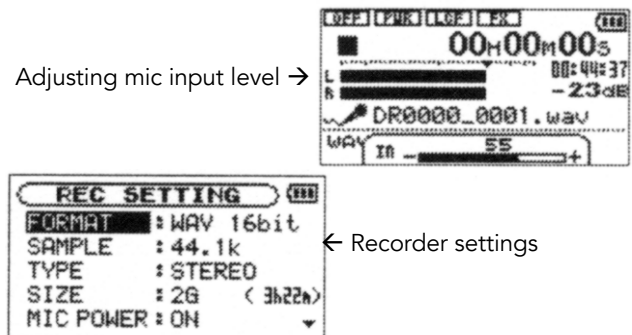 OFF PWR LCF FX
00H00M00S
Adjusting mic input level →
L
00:44:37
R
-23dB
DR0000_0001.wav
WAV
IN - 55 +
REC SETTING
FORMAT : WAV 16bit
SAMPLE : 44.1k
← Recorder settings
TYPE : STEREO
SIZE : 2G (3h22m)
MIC POWER : ON